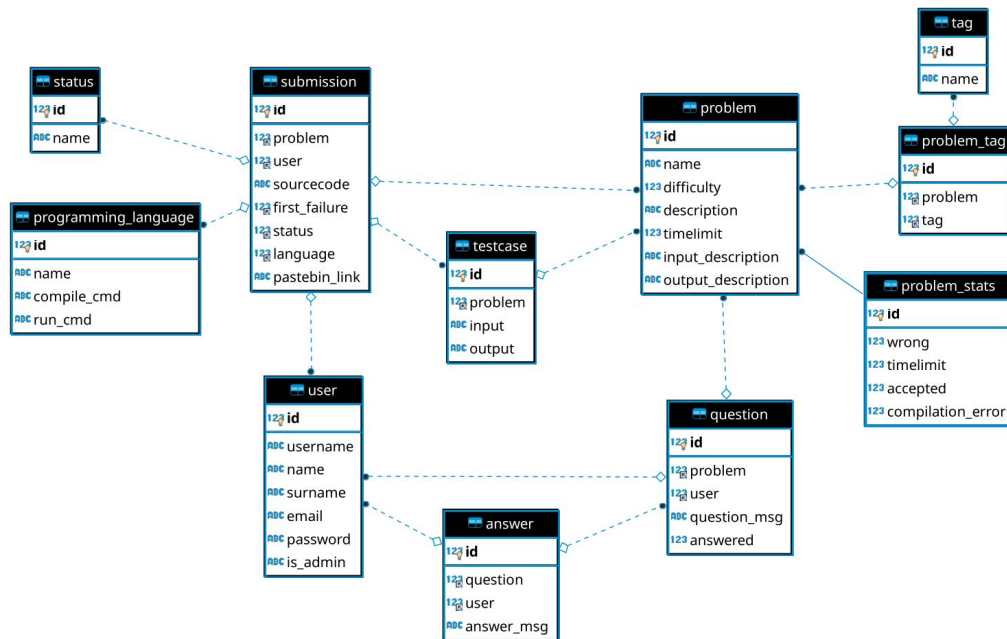 tag
id
name
status
id
name
submission
id
problem
user
sourcecode
first_failure
status
language
pastebin_link
problem
id
name
difficulty
description
timelimit
input_description
output_description
problem_tag
id
problem
tag
programming_language
id
name
compile_cmd
run_cmd
testcase
id
problem
input
output
problem_stats
id
wrong
timelimit
accepted
compilation_error
user
id
username
name
surname
email
password
is_admin
question
id
problem
user
question_msg
answered
answer
id
question
user
answer_msg